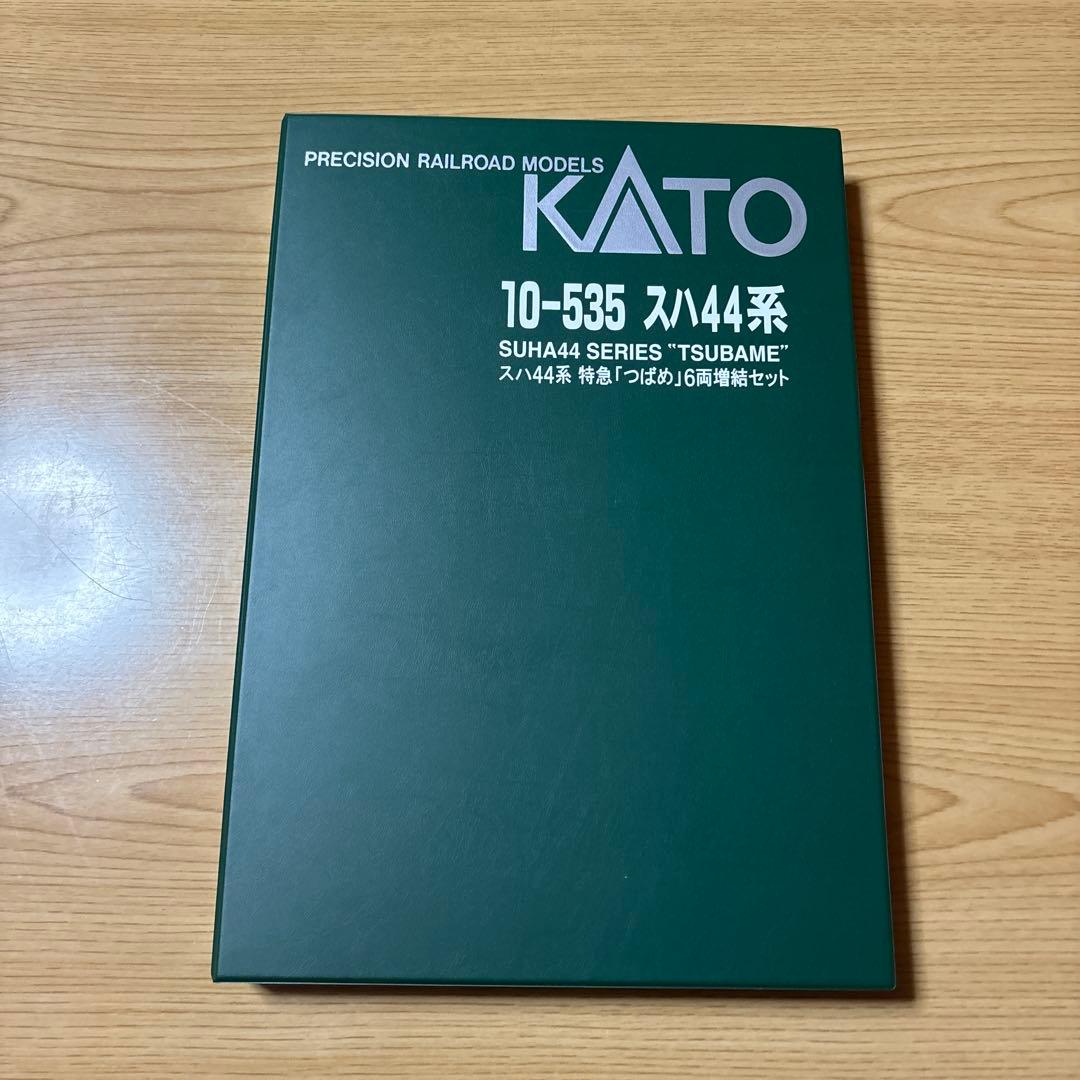 PRECISION RAILROAD MODELS
KATO
10-535 スハ44系
SUHA44 SERIES "TSUBAME"
スハ44系 特急「つばめ」6両増結セット